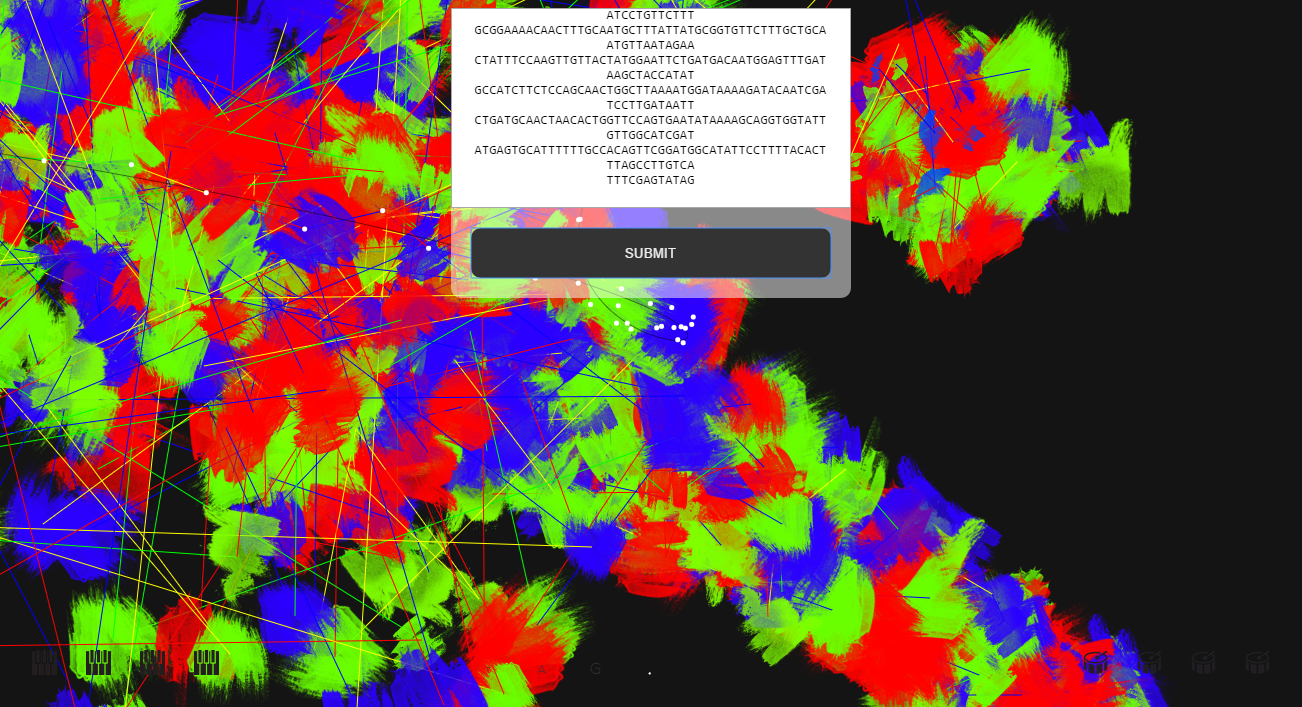 ATCCTGTTCTTT
GCGGAAAACAACTTTGCAATGCTTTATTATGCGGTGTTCTTTGCTGCA
ATGTTAATAGAA
CTATTTCCAAGTTGTTACTATGGAATTCTGATGACAATGGAGTTTGAT
AAGCTACCATAT
GCCATCTTCTCCAGCAACTGGCTTAAAATGGATAAAAGATACAATCGA
TCCTTGATAATT
CTGATGCAACTAACACTGGTTCCAGTGAATATAAAAGCAGGTGGTATT
GTTGGCATCGAT
ATGAGTGCATTTTTTGCCACAGTTCGGATGGCATATTCCTTTTACACT
TTAGCCTTGTCA
TTTCGAGTATAG
SUBMIT
A
G